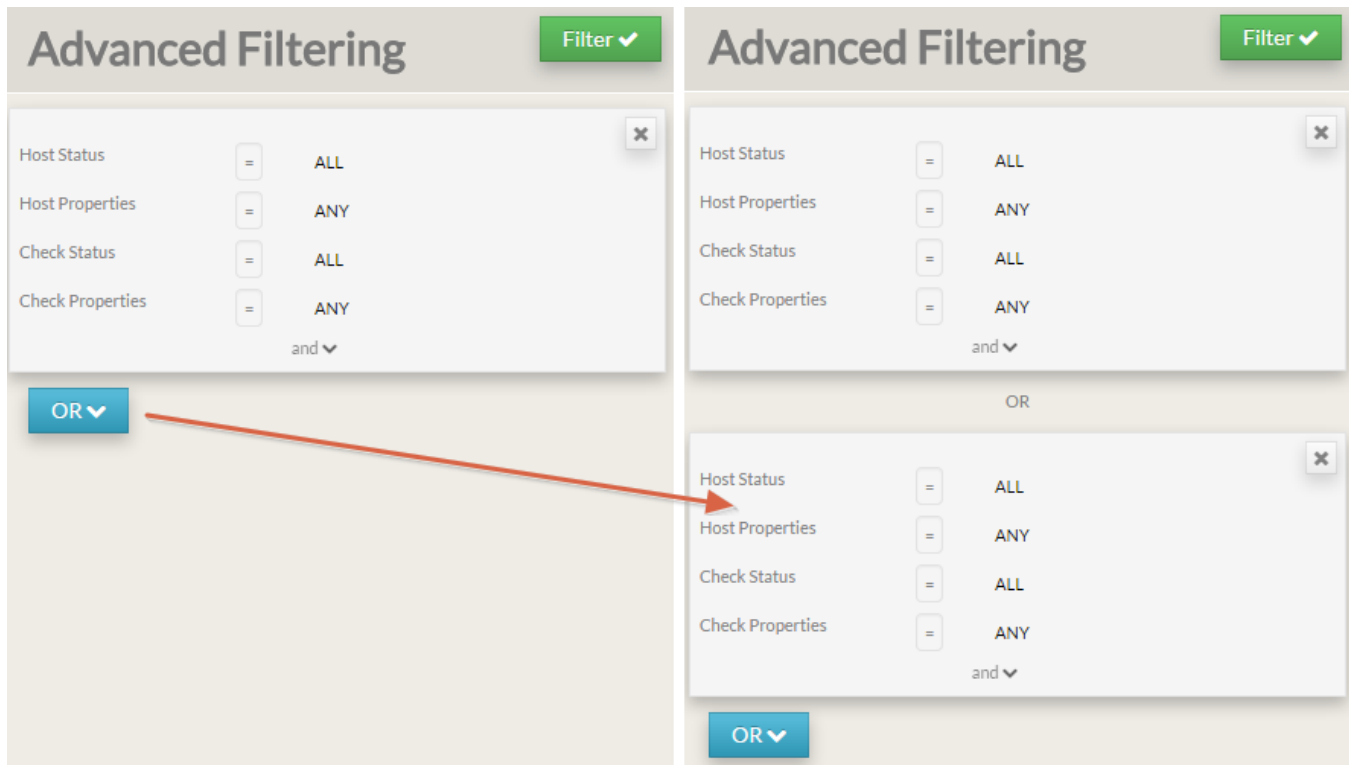 Advanced Filtering
Filter
Host Status = ALL
Host Properties = ANY
Check Status = ALL
Check Properties = ANY
and
OR
Advanced Filtering
Filter
Host Status = ALL
Host Properties = ANY
Check Status = ALL
Check Properties = ANY
and
OR
Host Status = ALL
Host Properties = ANY
Check Status = ALL
Check Properties = ANY
and
OR